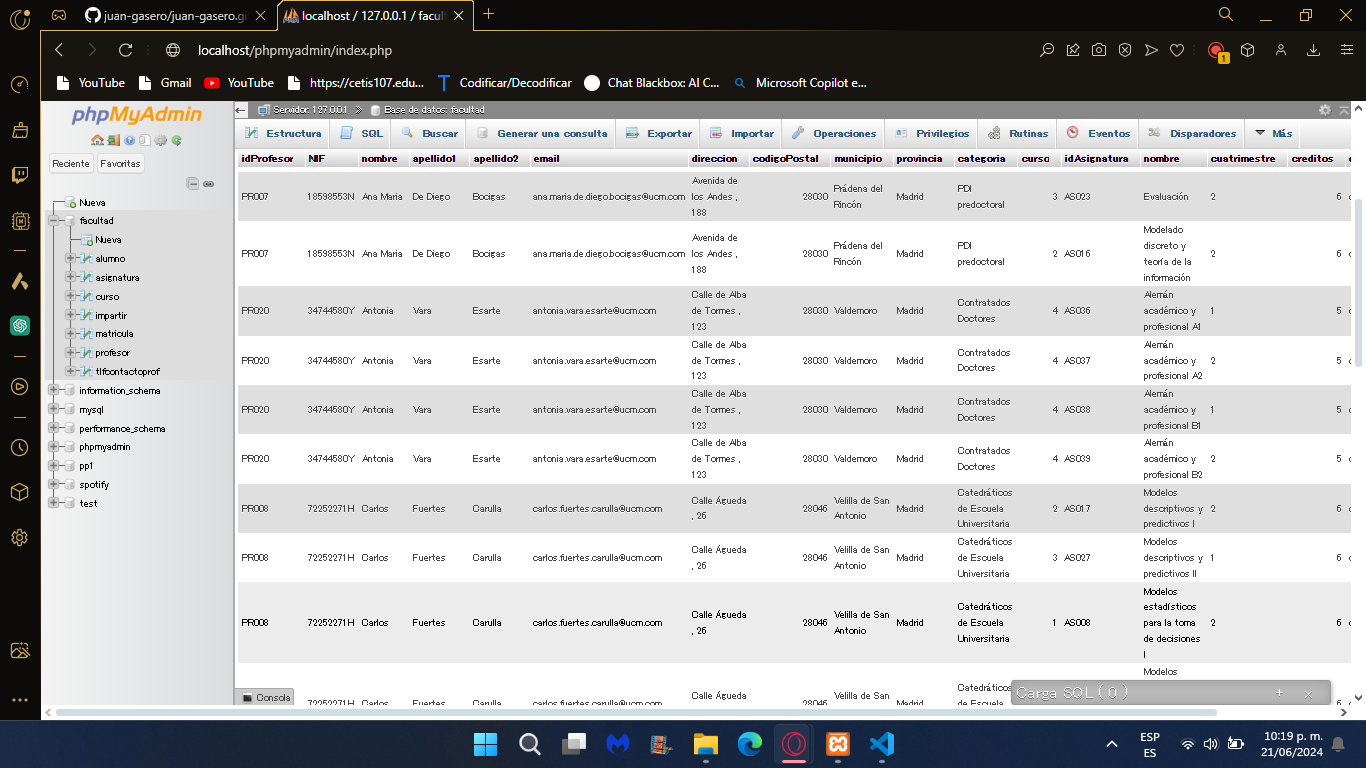 juan-gasero/juan-gasero.gi
localhost / 127.0.0.1 / facul
localhost/phpmyadmin/index.php
1
YouTube
Gmail
YouTube
https://cetis107.edu...
Codificar/Decodificar
Chat Blackbox: AI C...
Microsoft Copilot e...
phpMyAdmin
Reciente
Favoritas
Nueva
facultad
Nueva
alumno
asignatura
curso
impartir
matricula
profesor
tlfcontactoprof
information_schema
mysql
performance_schema
phpmyadmin
pp1
spotify
test
Servidor: 127.0.0.1 » Base de datos: facultad
Estructura SQL Buscar Generar una consulta Exportar Importar Operaciones Privilegios Rutinas Eventos Disparadores Más
idProfesor NIF nombre apellido1 apellido2 email direccion codigoPostal municipio provincia categoria curso idAsignatura nombre cuatrimestre creditos
PR007 18598553N Ana Maria De Diego Bocigas ana.maria.de.diego.bocigas@ucm.com Avenida de los Andes , 188 28030 Prádena del Rincón Madrid PDI predoctoral 3 AS023 Evaluación 2 6
PR007 18598553N Ana Maria De Diego Bocigas ana.maria.de.diego.bocigas@ucm.com Avenida de los Andes , 188 28030 Prádena del Rincón Madrid PDI predoctoral 2 AS016 Modelado discreto y teoría de la información 2 6
PR020 34744580Y Antonia Vara Esarte antonia.vara.esarte@ucm.com Calle de Alba de Tormes , 123 28030 Valdemoro Madrid Contratados Doctores 4 AS036 Alemán académico y profesional A1 1 5
PR020 34744580Y Antonia Vara Esarte antonia.vara.esarte@ucm.com Calle de Alba de Tormes , 123 28030 Valdemoro Madrid Contratados Doctores 4 AS037 Alemán académico y profesional A2 2 5
PR020 34744580Y Antonia Vara Esarte antonia.vara.esarte@ucm.com Calle de Alba de Tormes , 123 28030 Valdemoro Madrid Contratados Doctores 4 AS038 Alemán académico y profesional B1 1 5
PR020 34744580Y Antonia Vara Esarte antonia.vara.esarte@ucm.com Calle de Alba de Tormes , 123 28030 Valdemoro Madrid Contratados Doctores 4 AS039 Alemán académico y profesional B2 2 5
PR008 72252271H Carlos Fuertes Carulla carlos.fuertes.carulla@ucm.com Calle Águeda , 26 28046 Velilla de San Antonio Madrid Catedráticos de Escuela Universitaria 2 AS017 Modelos descriptivos y predictivos I 2 6
PR008 72252271H Carlos Fuertes Carulla carlos.fuertes.carulla@ucm.com Calle Águeda , 26 28046 Velilla de San Antonio Madrid Catedráticos de Escuela Universitaria 3 AS027 Modelos descriptivos y predictivos II 1 6
PR008 72252271H Carlos Fuertes Carulla carlos.fuertes.carulla@ucm.com Calle Águeda , 26 28046 Velilla de San Antonio Madrid Catedráticos de Escuela Universitaria 1 AS008 Modelos estadísticos para la toma de decisiones I 2 6
PR008 72252271H Carlos Fuertes Carulla carlos.fuertes.carulla@ucm.com Calle Águeda , 26 28046 Velilla de San Antonio Madrid Modelos
Consola
Carga SQL ( 0 )
ESP
ES
10:19 p. m.
21/06/2024